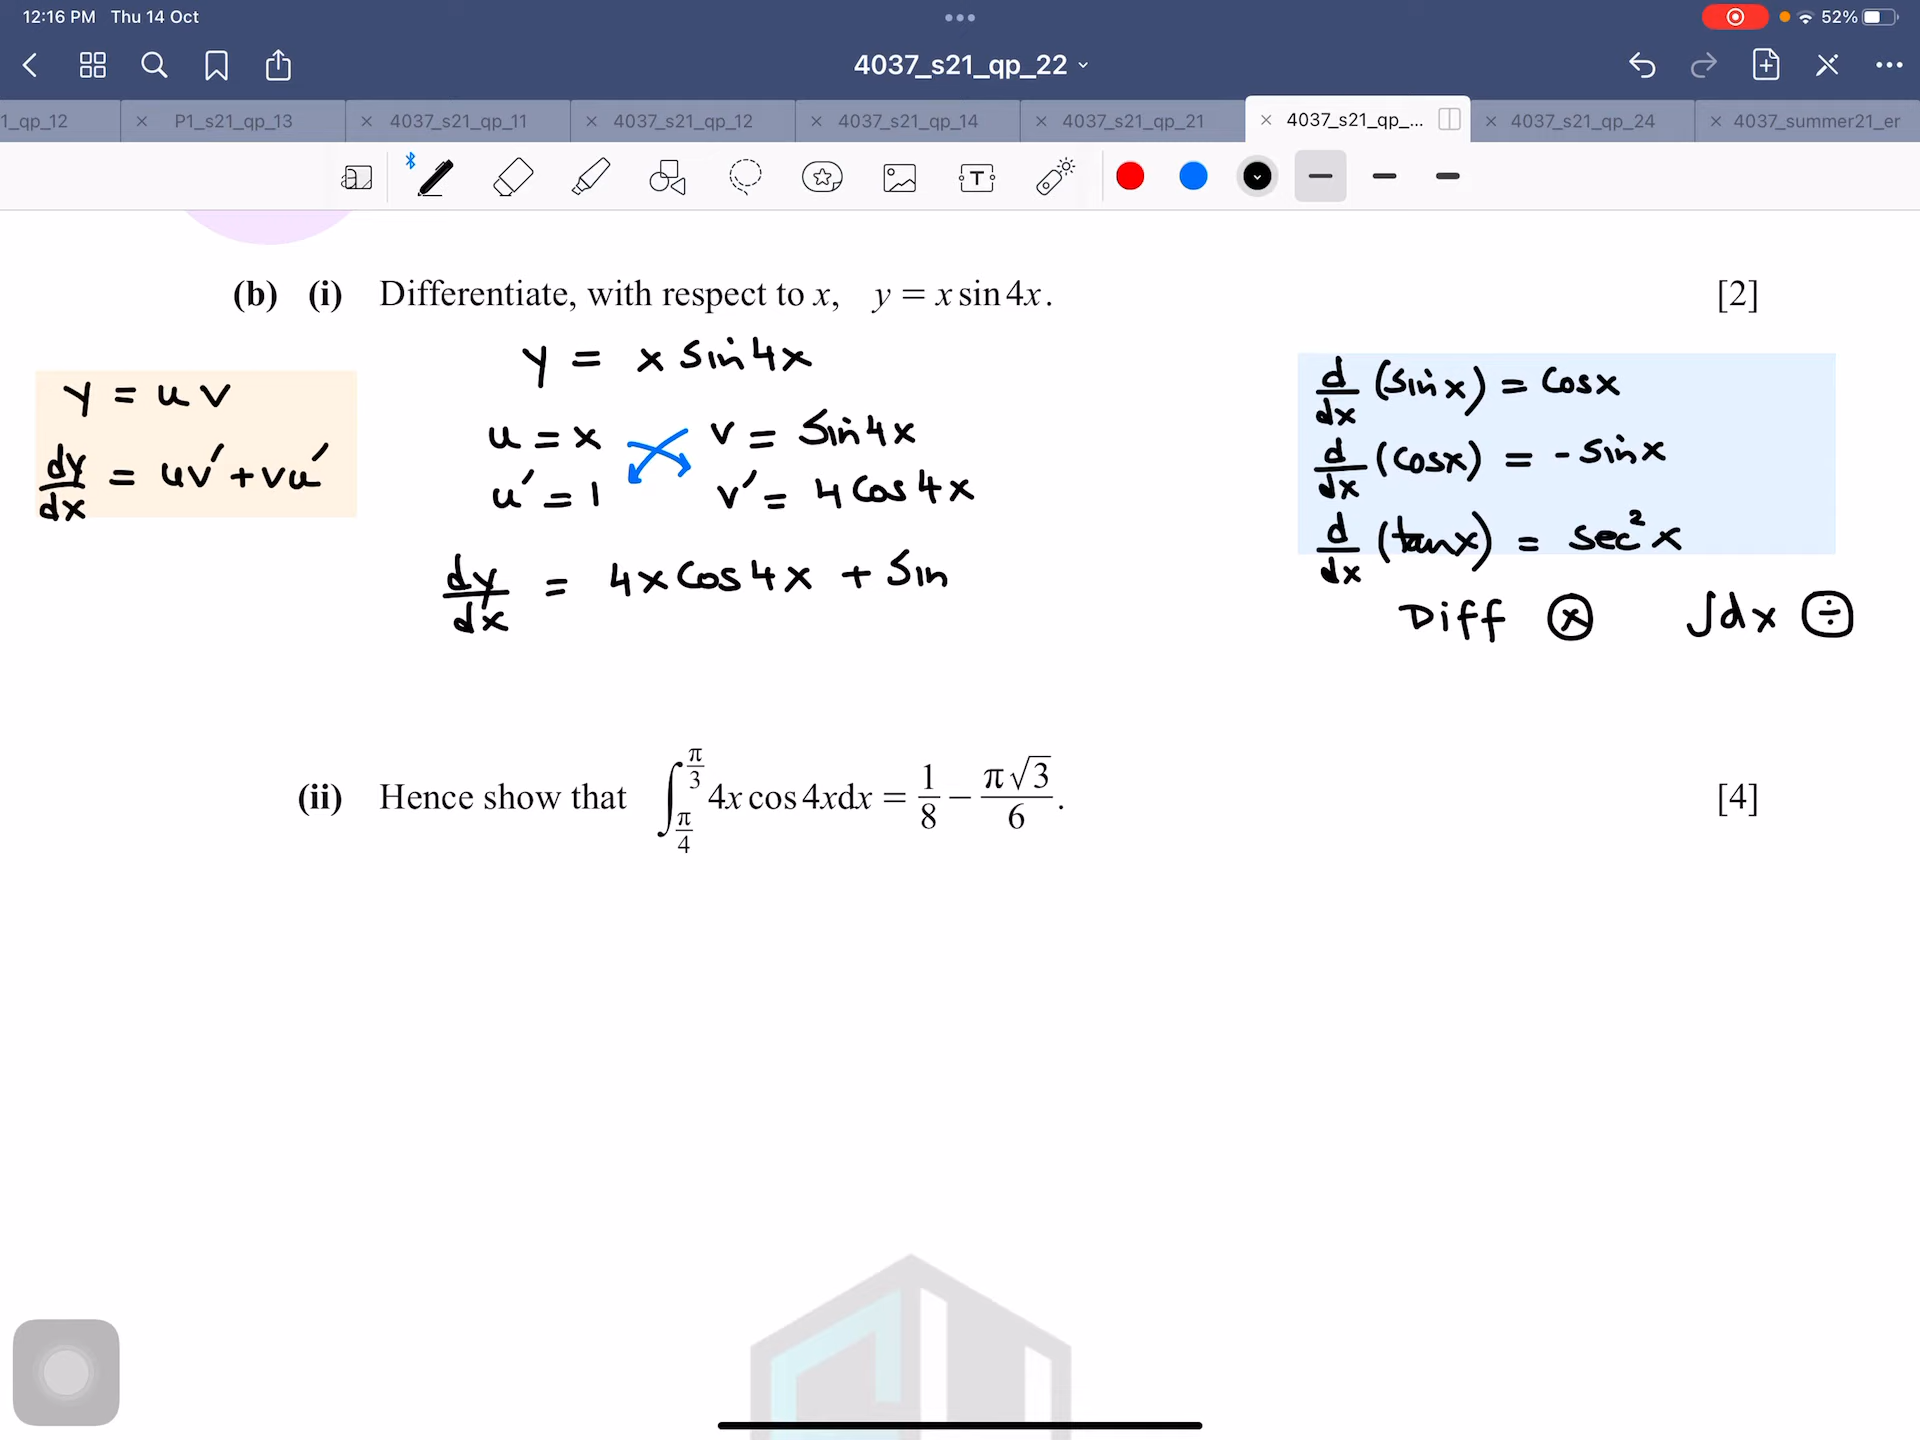 12:16 PM Thu 14 Oct
52%
4037_s21_qp_22
1_qp_12
P1_s21_qp_13
4037_s21_qp_11
4037_s21_qp_12
4037_s21_qp_14
4037_s21_qp_21
4037_s21_qp_...
4037_s21_qp_24
4037_summer21_er
(b) (i) Differentiate, with respect to x, y = x sin 4x. [2]
y = x sin 4x
y = u v
dy/dx = uv′ + vu′
u = x v = sin 4x
u′ = 1 v′ = 4 cos 4x
dy/dx = 4x cos 4x + sin
d/dx (sin x) = cos x
d/dx (cos x) = - sin x
d/dx (tan x) = sec² x
Diff ⓧ ∫dx ÷
(ii) Hence show that ∫_{π/4}^{π/3} 4x cos 4x dx = 1/8 − π√3/6. [4]